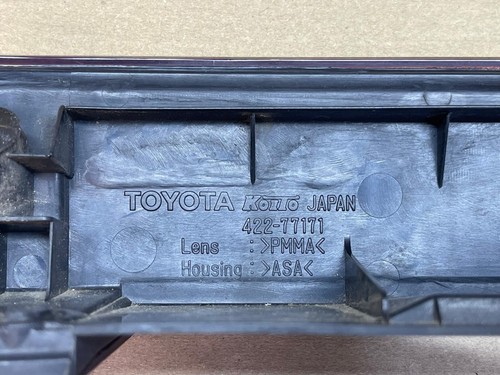 TOYOTA KOITO JAPAN
422-77171
Lens : >PMMA<
Housing : >ASA<